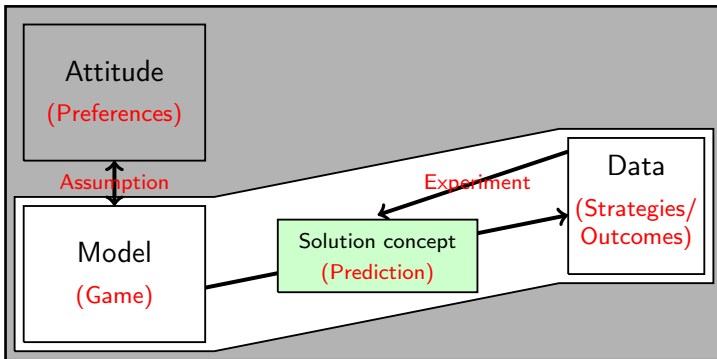 Attitude
(Preferences)
Assumption
Model
(Game)
Solution concept
(Prediction)
Experiment
Data
(Strategies/
Outcomes)